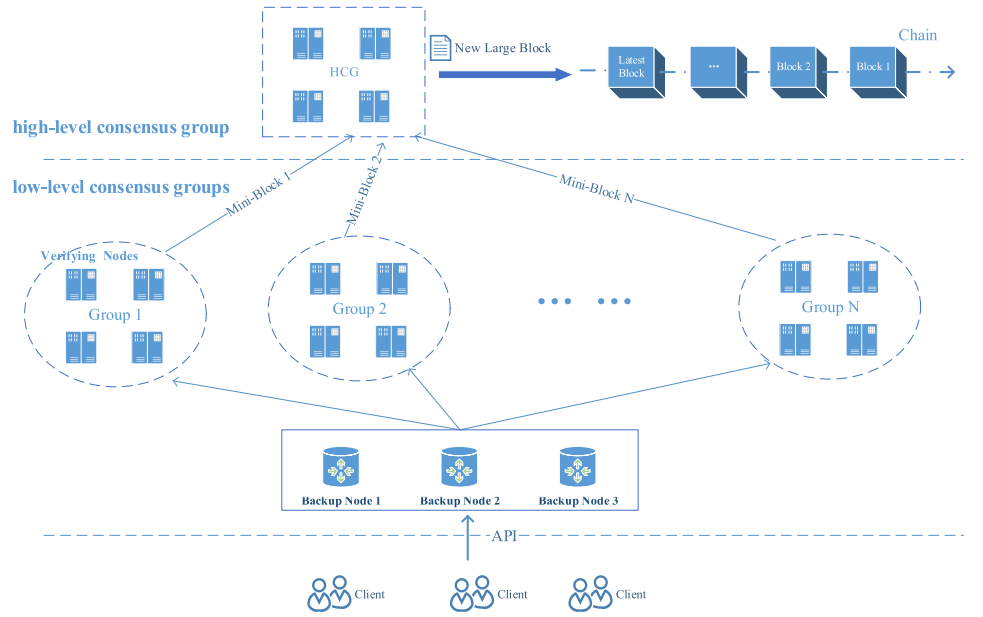 HCG
New Large Block
Chain
Latest
Block
...
Block 2
Block 1
high-level consensus group
low-level consensus groups
Mini-Block 1
Mini-Block 2
Mini-Block N
Verifying Nodes
Group 1
Group 2
... ...
Group N
Backup Node 1
Backup Node 2
Backup Node 3
API
Client
Client
Client